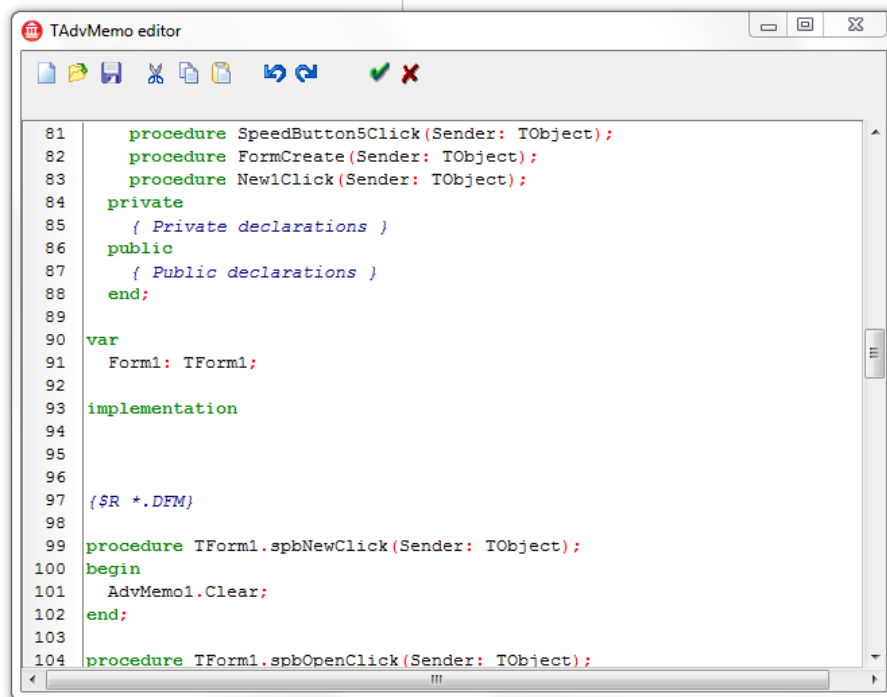 TAdvMemo editor
81 procedure SpeedButton5Click(Sender: TObject);
82 procedure FormCreate(Sender: TObject);
83 procedure New1Click(Sender: TObject);
84 private
85 { Private declarations }
86 public
87 { Public declarations }
88 end;
89
90 var
91 Form1: TForm1;
92
93 implementation
94
95
96
97 {$R *.DFM}
98
99 procedure TForm1.spbNewClick(Sender: TObject);
100 begin
101 AdvMemo1.Clear;
102 end;
103
104 procedure TForm1.spbOpenClick(Sender: TObject);